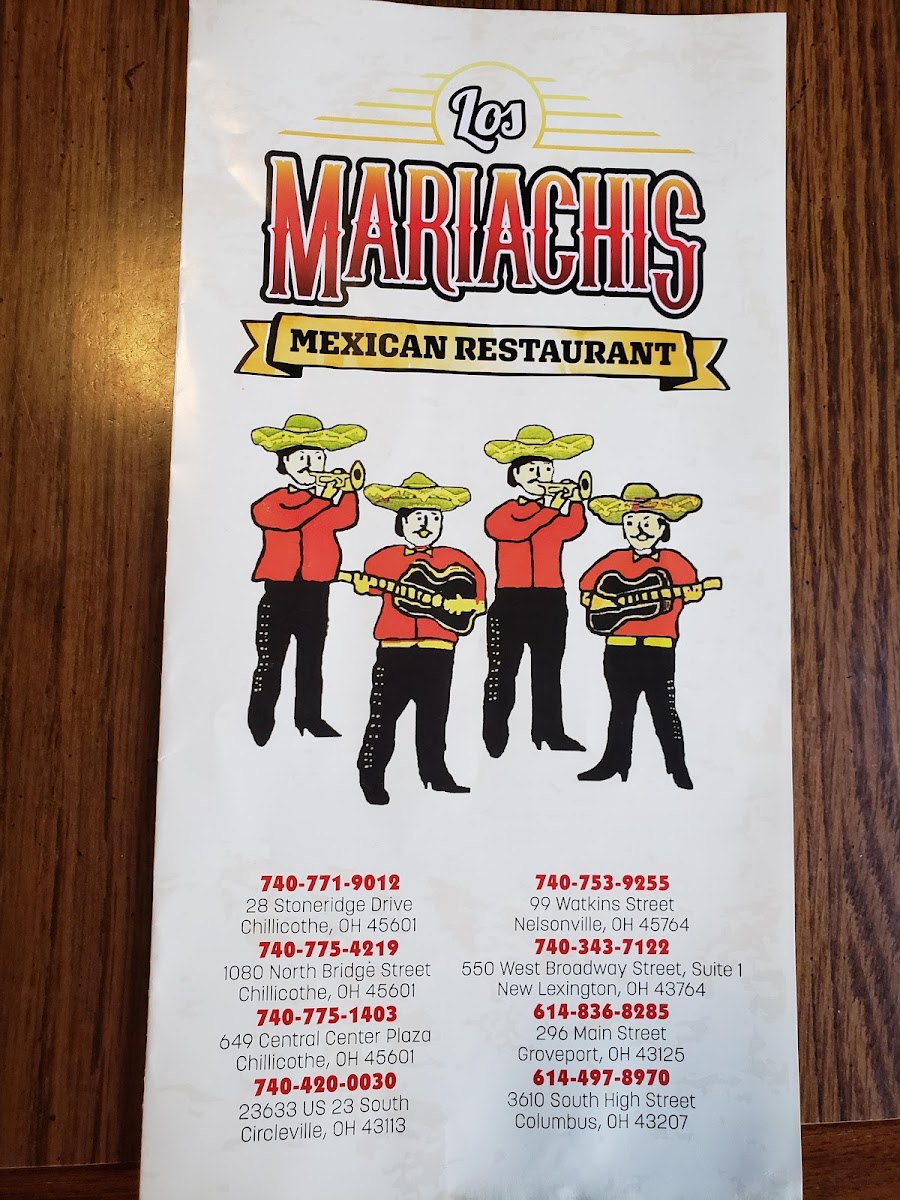 Los
MARIACHIS
MEXICAN RESTAURANT
740-771-9012
28 Stoneridge Drive
Chillicothe, OH 45601
740-775-4219
1080 North Bridge Street
Chillicothe, OH 45601
740-775-1403
649 Central Center Plaza
Chillicothe, OH 45601
740-420-0030
23633 US 23 South
Circleville, OH 43113
740-753-9255
99 Watkins Street
Nelsonville, OH 45764
740-343-7122
550 West Broadway Street, Suite 1
New Lexington, OH 43764
614-836-8285
296 Main Street
Groveport, OH 43125
614-497-8970
3610 South High Street
Columbus, OH 43207